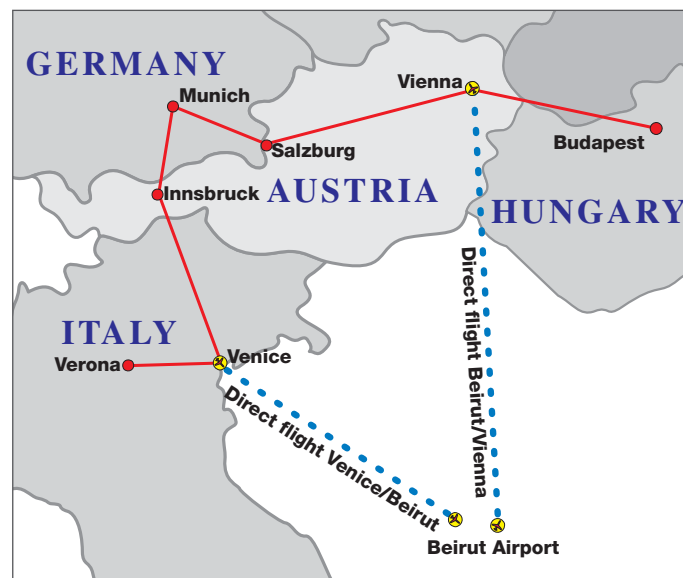 GERMANY
Munich
Vienna
Salzburg
Budapest
Innsbruck
AUSTRIA
HUNGARY
ITALY
Verona
Venice
Direct flight Beirut/Vienna
Direct flight Venice/Beirut
Beirut Airport